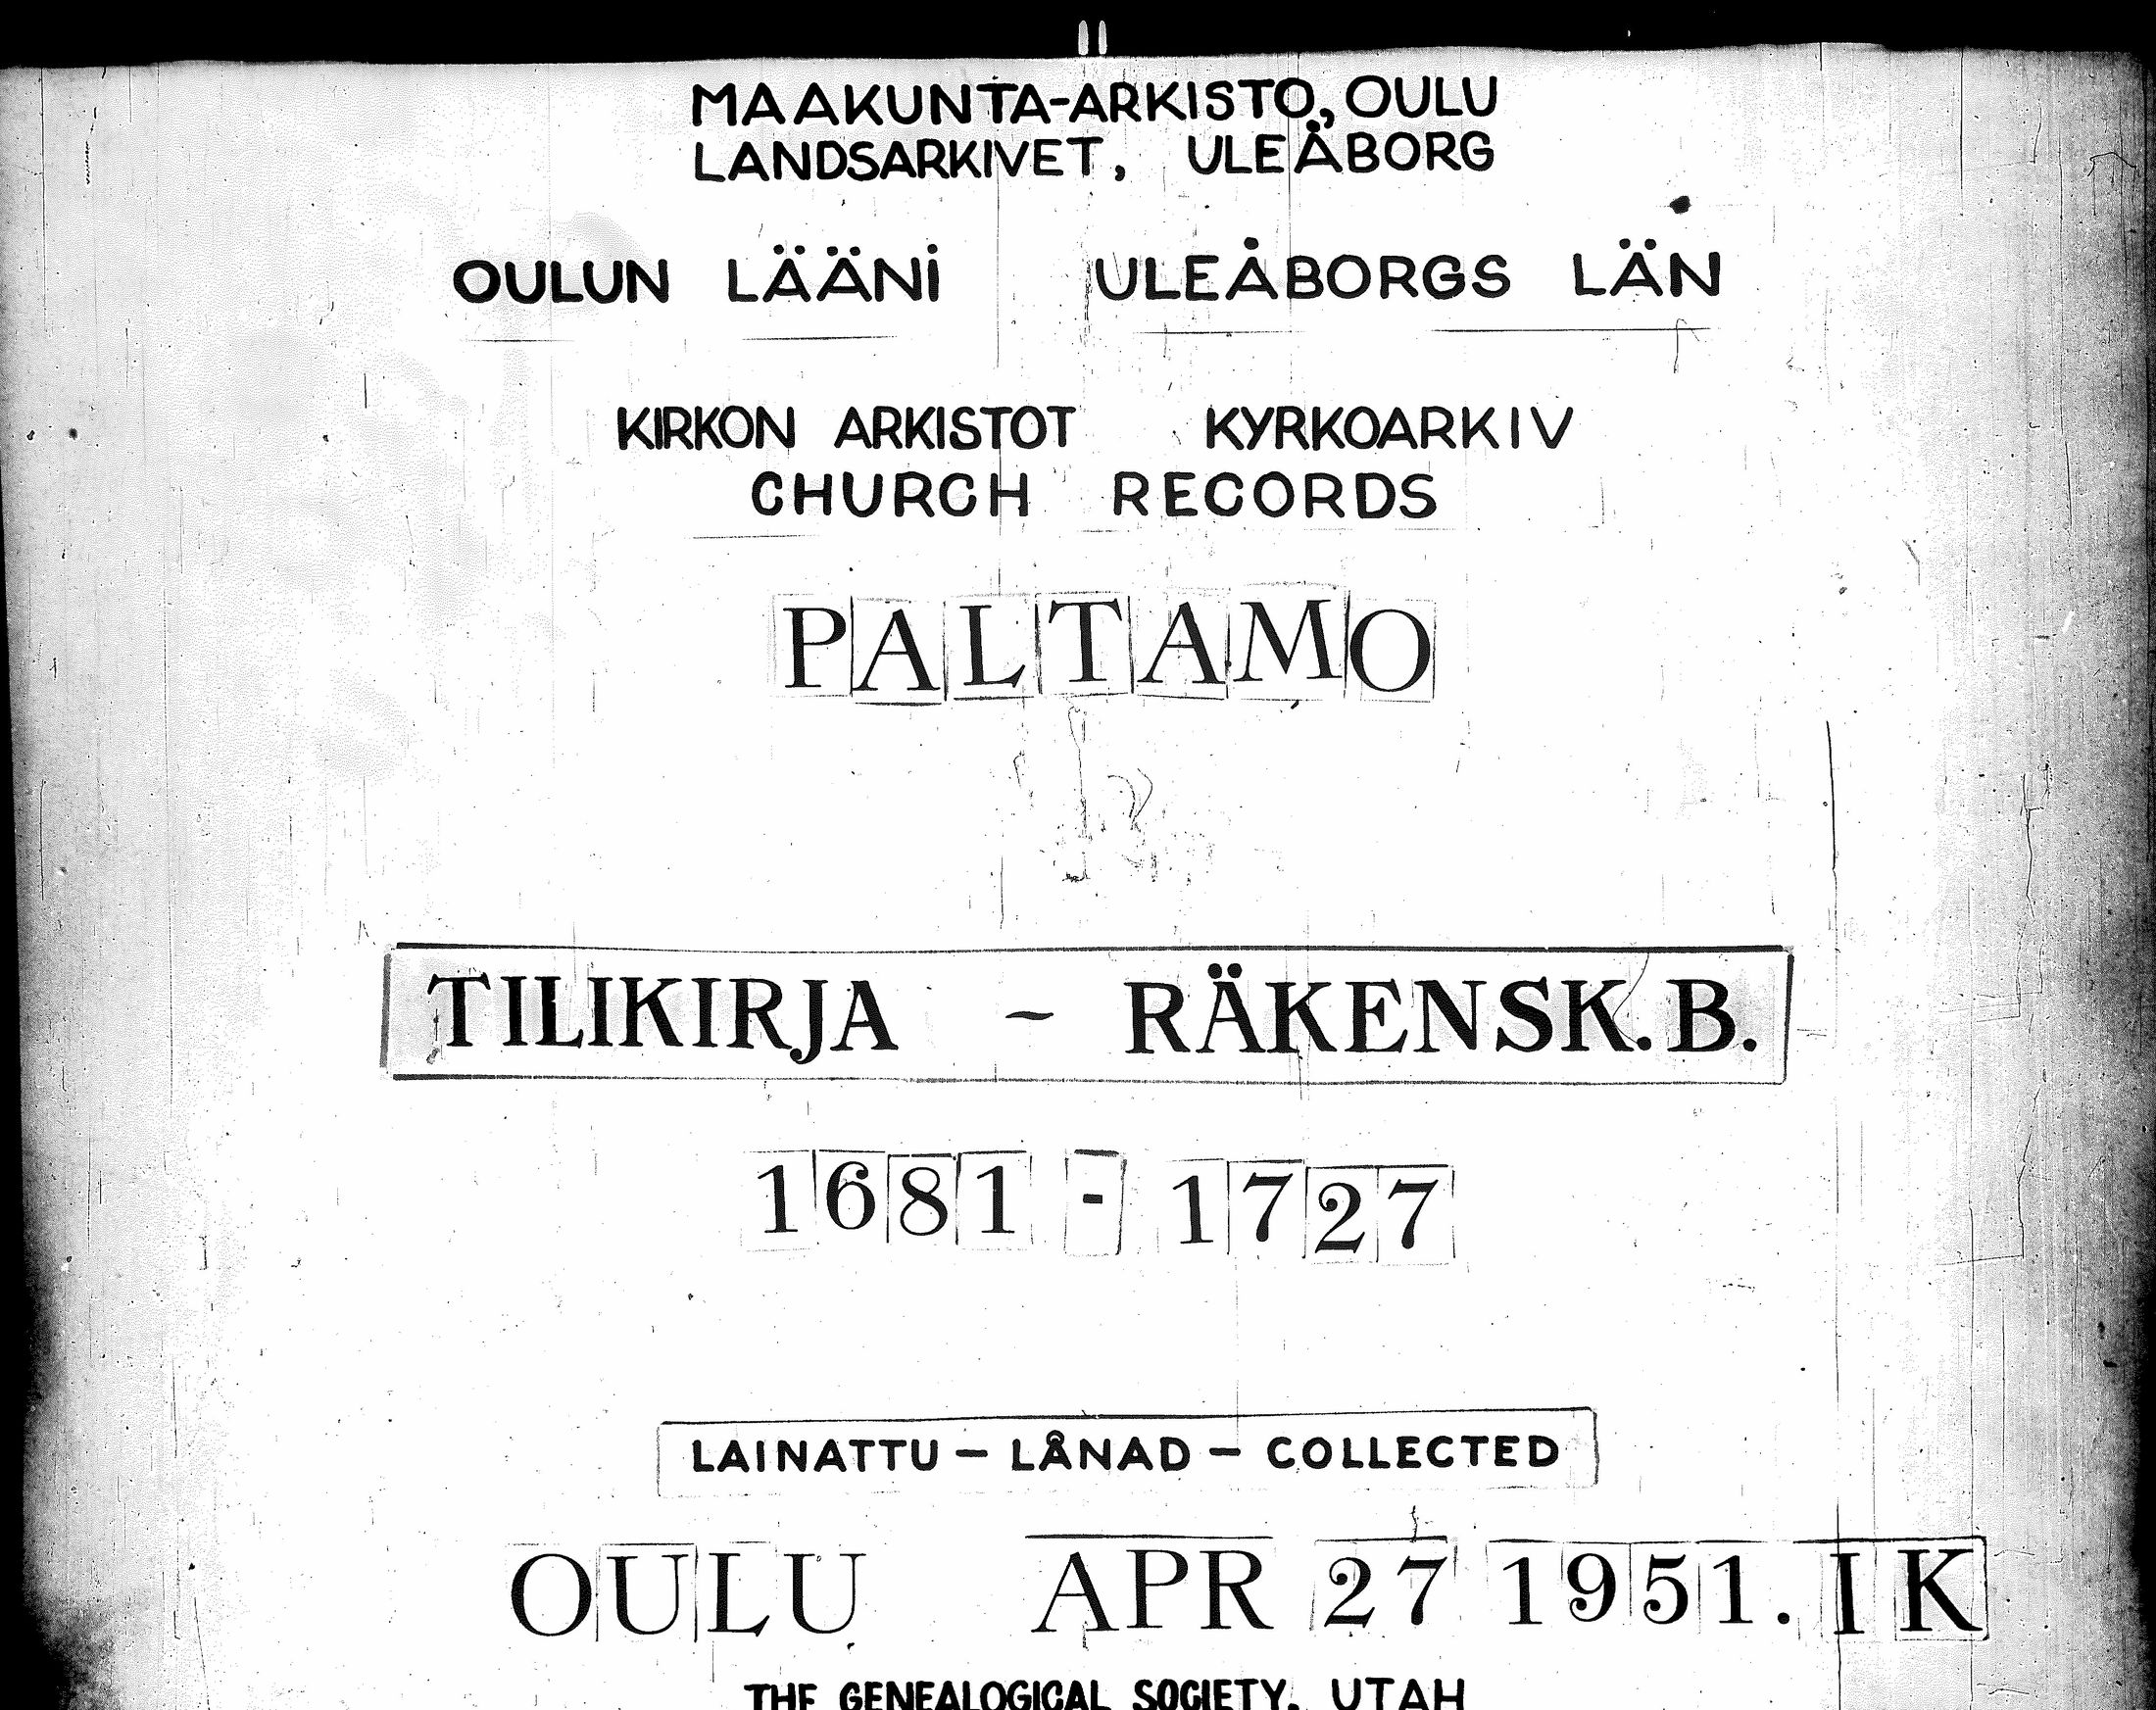 MAAKUNTA-ARKISTO, OULU
LANDSARKIVET, ULEÅBORG
OULUN LÄÄNI ULEÅBORGS LÄN
KIRKON ARKISTOT KYRKOARKIV
CHURCH RECORDS
PALTAMO
TILIKIRJA - RÄKENSK. B.
1681 - 1727
LAINATTU - LÅNAD - COLLECTED
OULU APR 27 1951. IK
THE GENEALOGICAL SOCIETY, UTAH